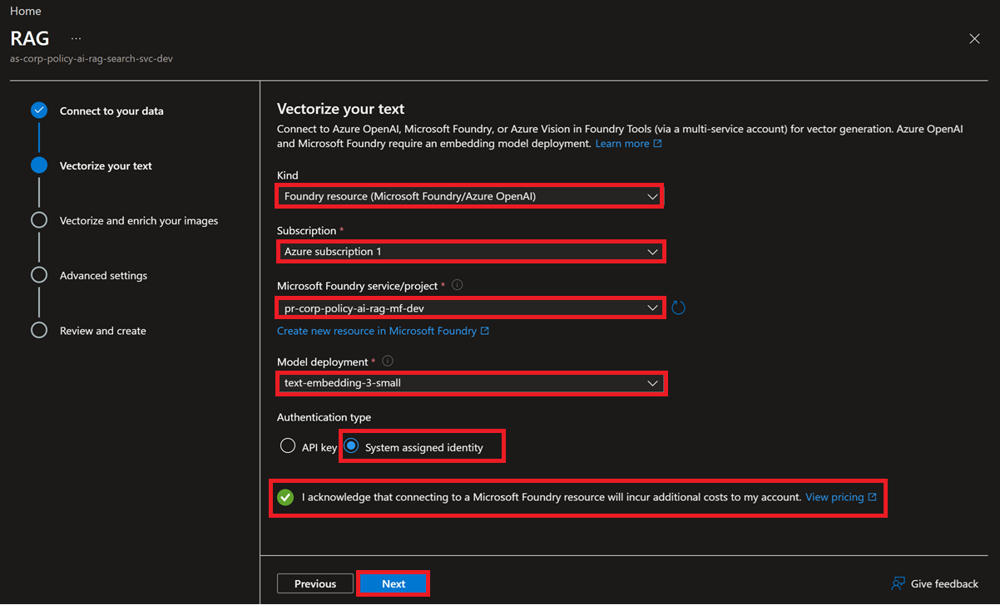 Home
RAG ...
as-corp-policy-ai-rag-search-svc-dev
Connect to your data
Vectorize your text
Vectorize and enrich your images
Advanced settings
Review and create
Vectorize your text
Connect to Azure OpenAI, Microsoft Foundry, or Azure Vision in Foundry Tools (via a multi-service account) for vector generation. Azure OpenAI
and Microsoft Foundry require an embedding model deployment. Learn more
Kind
Foundry resource (Microsoft Foundry/Azure OpenAI)
Subscription *
Azure subscription 1
Microsoft Foundry service/project *
pr-corp-policy-ai-rag-mf-dev
Create new resource in Microsoft Foundry
Model deployment *
text-embedding-3-small
Authentication type
API key System assigned identity
I acknowledge that connecting to a Microsoft Foundry resource will incur additional costs to my account. View pricing
Previous Next Give feedback